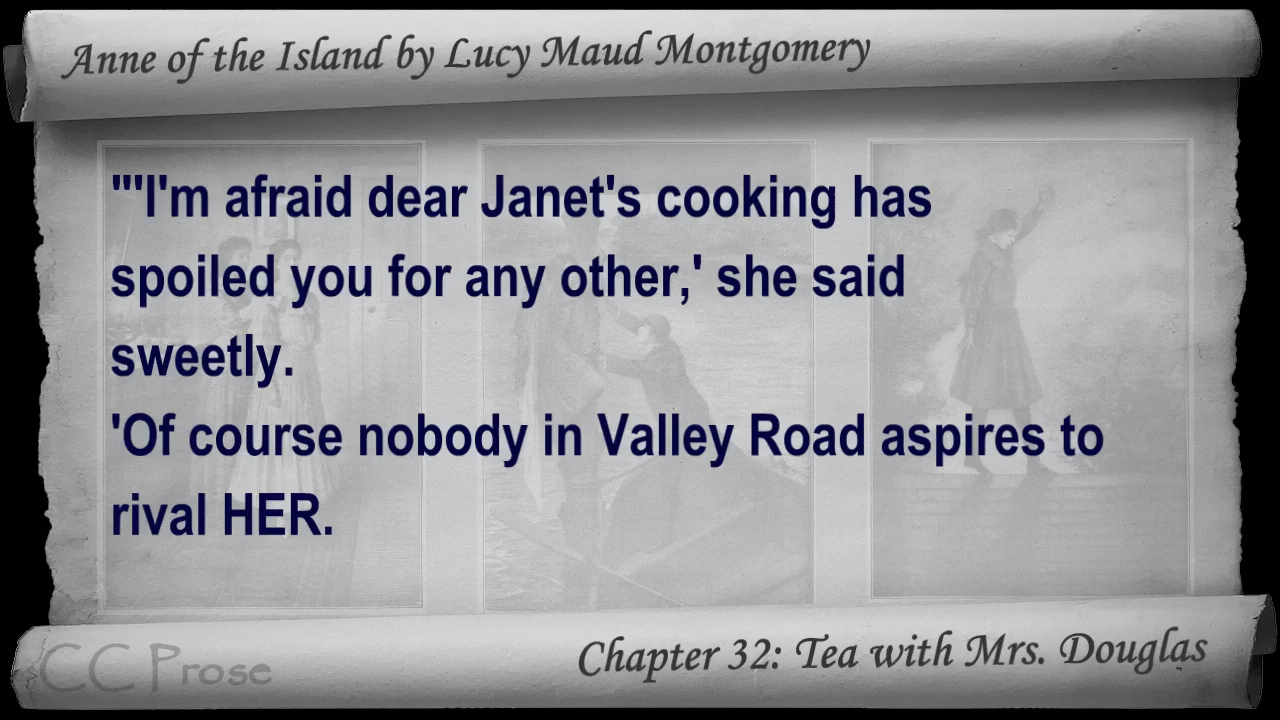 Anne of the Island by Lucy Maud Montgomery
"'I'm afraid dear Janet's cooking has
spoiled you for any other,' she said
sweetly.
'Of course nobody in Valley Road aspires to
rival HER.
CC Prose
Chapter 32: Tea with Mrs. Douglas